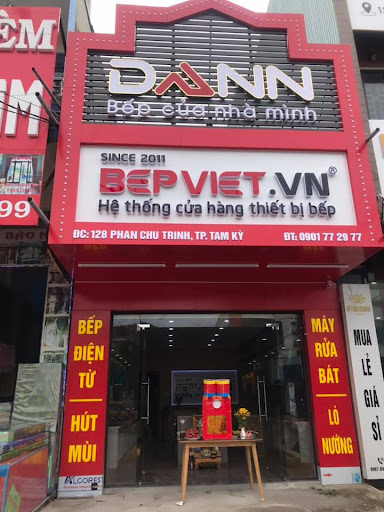 DANN
Bếp của nhà mình
SINCE 2011
BEPVIET.VN®
Hệ thống cửa hàng thiết bị bếp
ĐC: 128 PHAN CHU TRINH, TP. TAM KỲ
ĐT: 0901 77 29 77
BẾP
ĐIỆN
TỪ
HÚT
MÙI
ALCORES
MÁY
RỬA
BÁT
LÒ
NƯỚNG
MUA
LẺ
GIÁ
SỈ
99